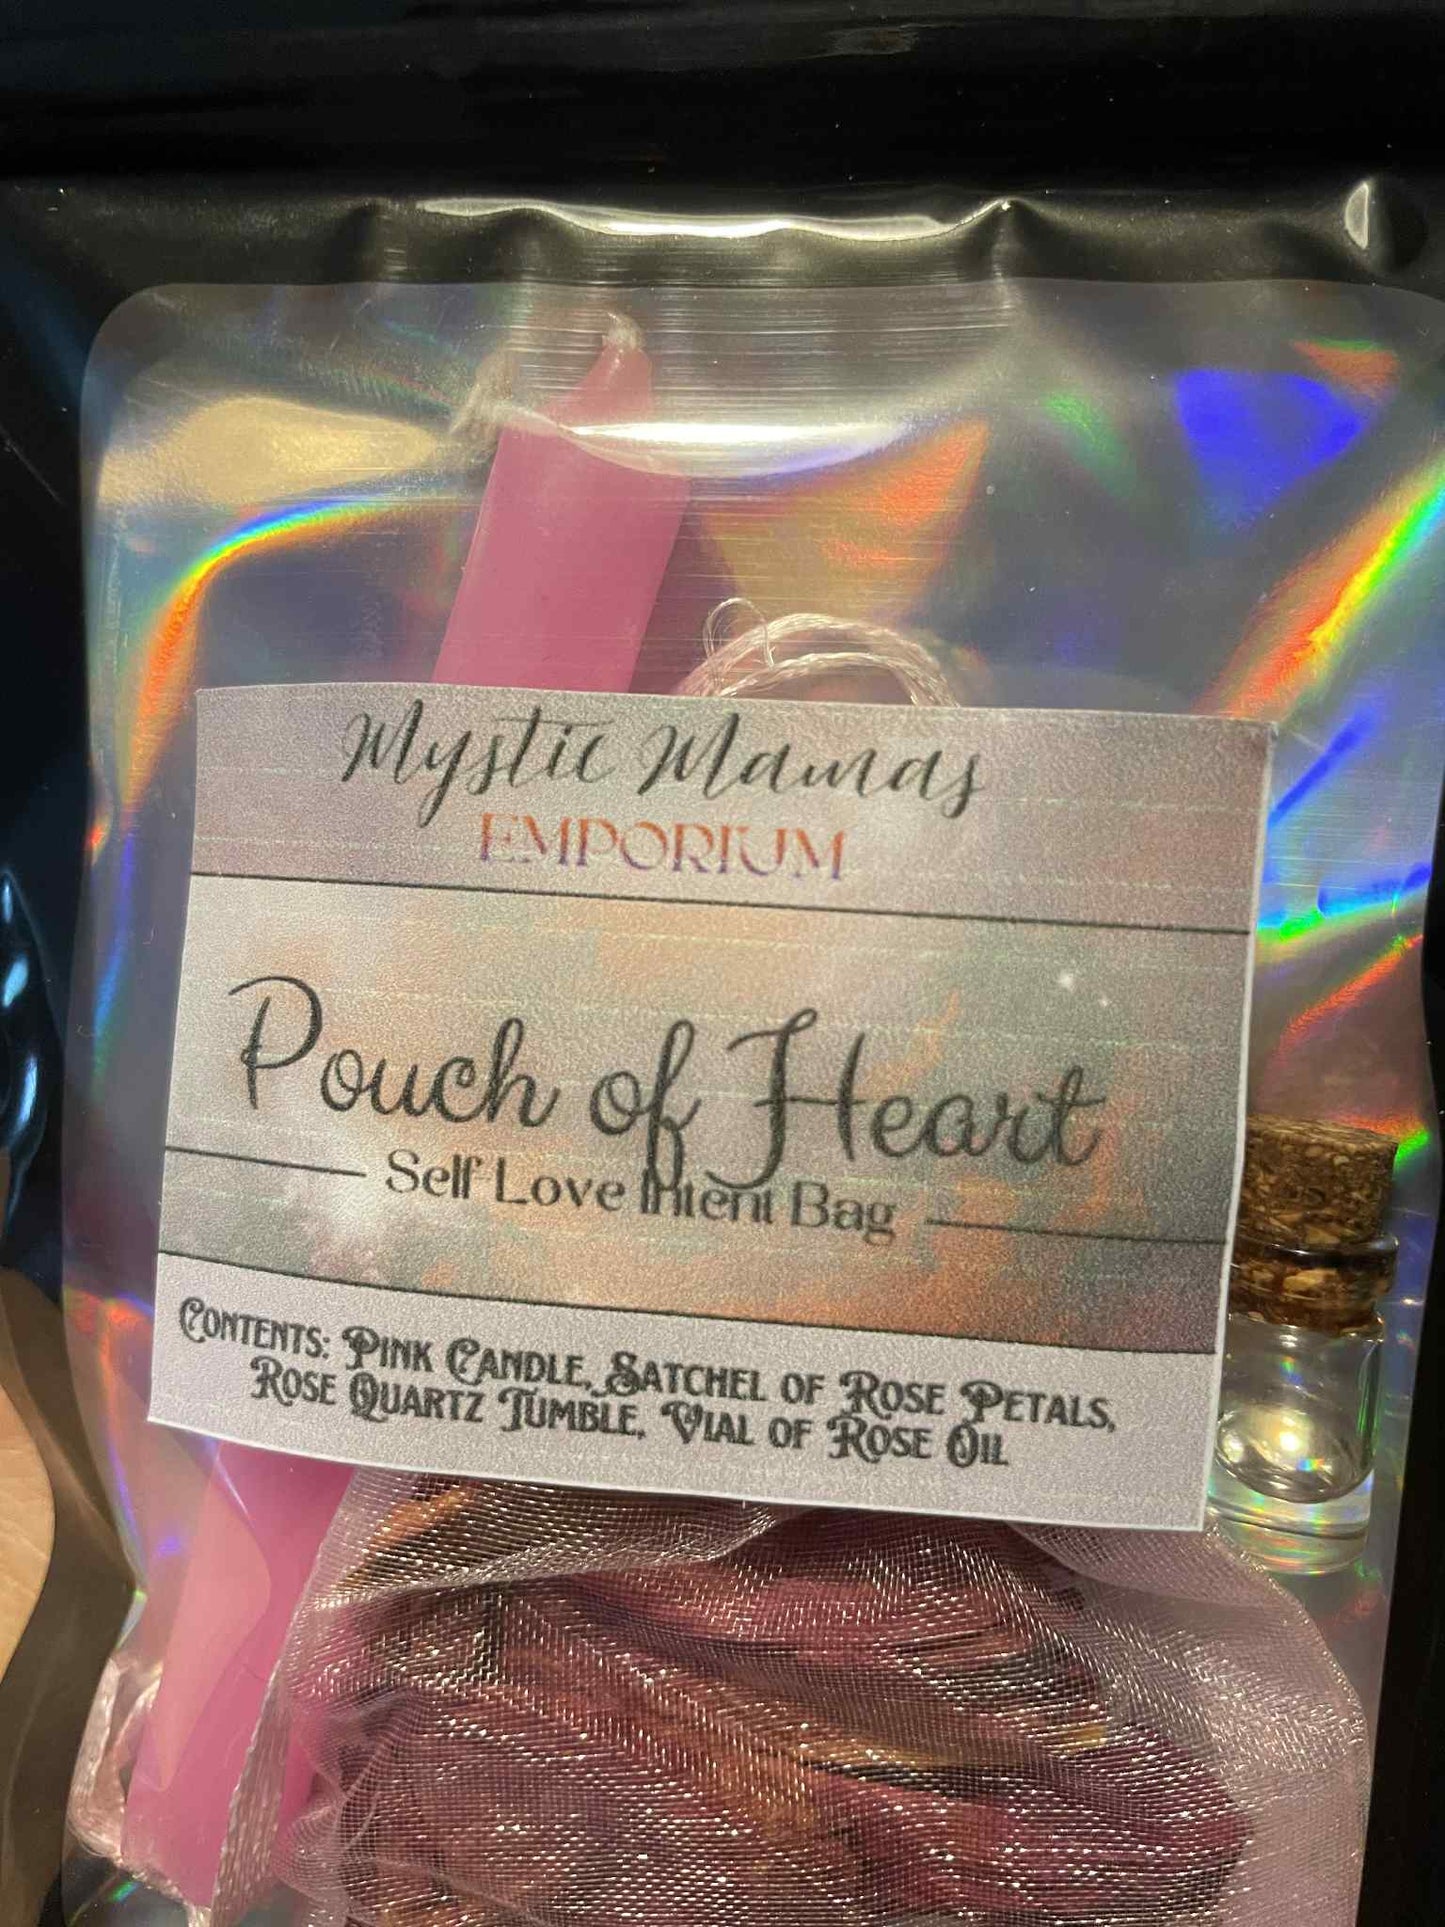 Mystic Mamas
EMPORIUM
Pouch of Heart
Self Love Intent Bag
CONTENTS: PINK CANDLE, SATCHEL OF ROSE PETALS,
ROSE QUARTZ TUMBLE, VIAL OF ROSE OIL